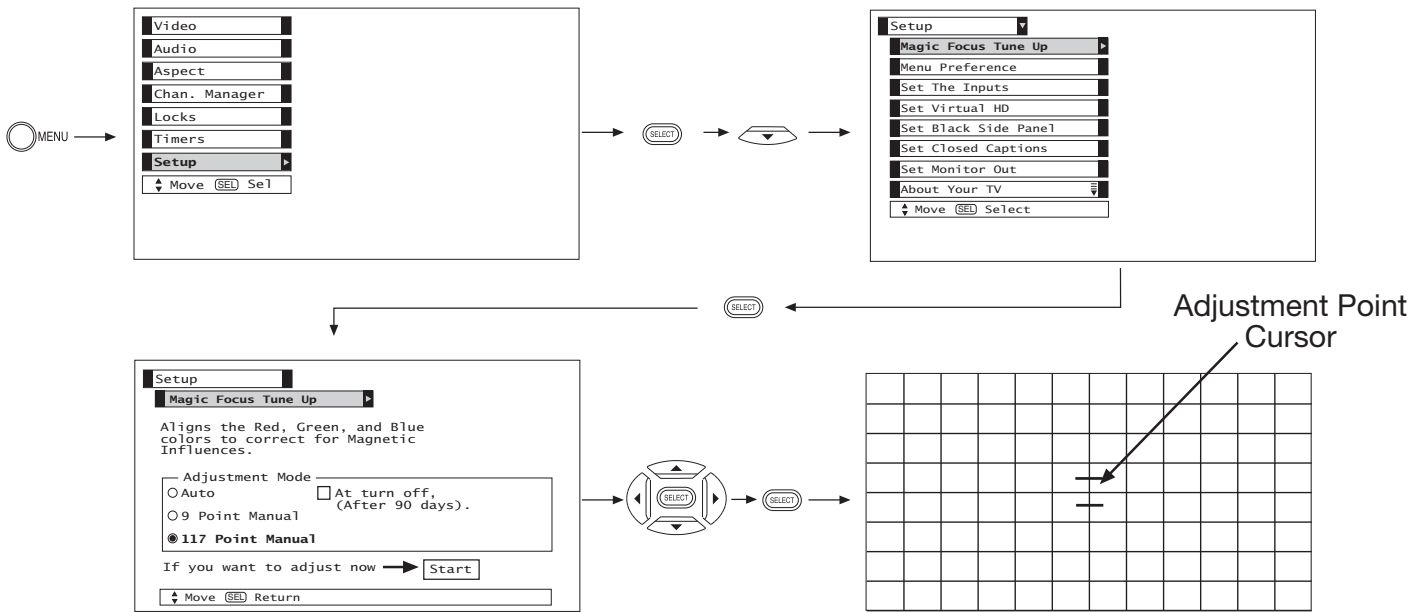 MENU
Video
Audio
Aspect
Chan. Manager
Locks
Timers
Setup
Move SEL Sel
SELECT
Setup
Magic Focus Tune Up
Menu Preference
Set The Inputs
Set Virtual HD
Set Black Side Panel
Set Closed Captions
Set Monitor Out
About Your TV
Move SEL Select
SELECT
Setup
Magic Focus Tune Up
Aligns the Red, Green, and Blue
colors to correct for Magnetic
Influences.
Adjustment Mode
Auto
At turn off,
(After 90 days).
9 Point Manual
117 Point Manual
If you want to adjust now
Start
Move SEL Return
SELECT
SELECT
Adjustment Point
Cursor